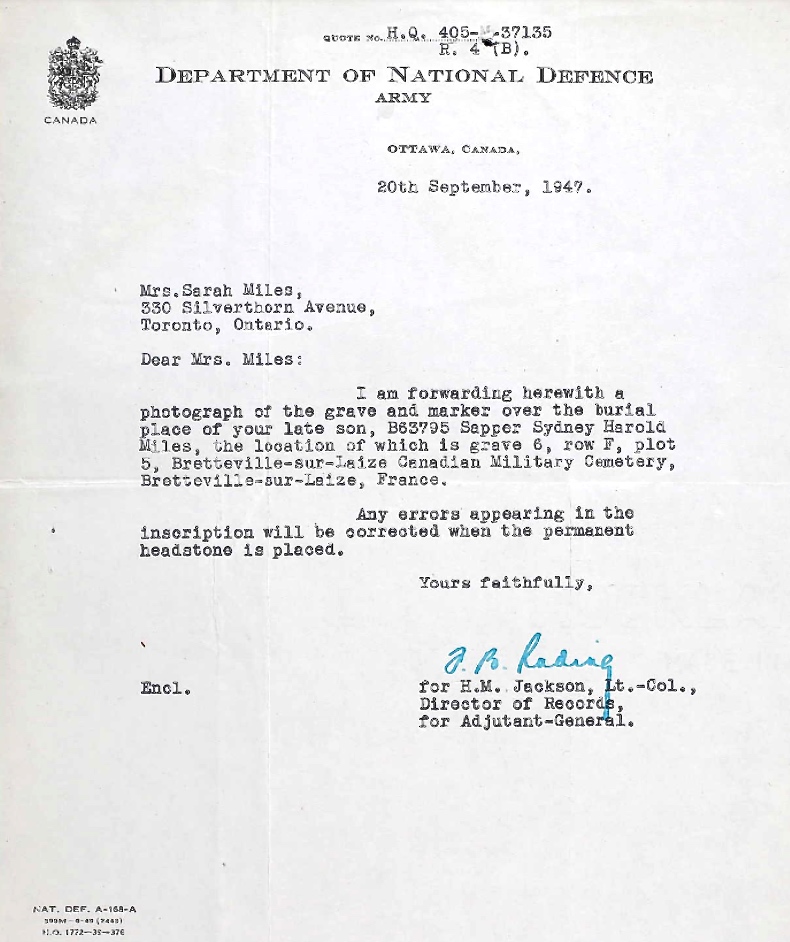 QUOTE No. H.Q. 405- -37135
R. 4 (B).
DEPARTMENT OF NATIONAL DEFENCE
ARMY
CANADA
OTTAWA, CANADA,
20th September, 1947.
Mrs.Sarah Miles,
330 Silverthorn Avenue,
Toronto, Ontario.
Dear Mrs. Miles:
I am forwarding herewith a
photograph of the grave and marker over the burial
place of your late son, B63795 Sapper Sydney Harold
Miles, the location of which is grave 6, row F, plot
5, Bretteville-sur-Laize Canadian Military Cemetery,
Bretteville-sur-Laize, France.
Any errors appearing in the
inscription will be corrected when the permanent
headstone is placed.
Yours faithfully,
Encl.
for H.M. Jackson, Lt.-Col.,
Director of Records,
for Adjutant-General.
NAT. DEF. A-168-A
H.Q. 1772-39-376